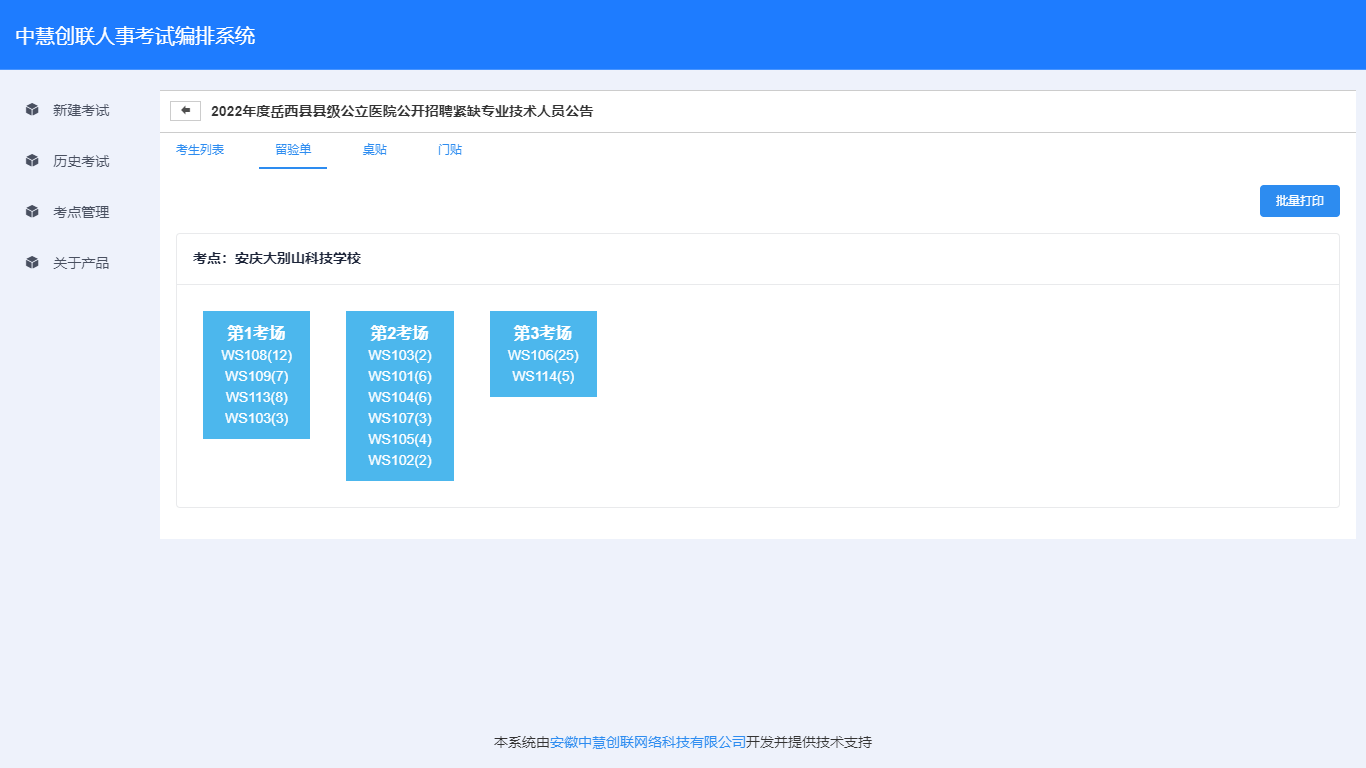 中慧创联人事考试编排系统
新建考试
历史考试
考点管理
关于产品
2022年度岳西县县级公立医院公开招聘紧缺专业技术人员公告
考生列表 留验单 桌贴 门贴
批量打印
考点：安庆大别山科技学校
第1考场
WS108(12)
WS109(7)
WS113(8)
WS103(3)
第2考场
WS103(2)
WS101(6)
WS104(6)
WS107(3)
WS105(4)
WS102(2)
第3考场
WS106(25)
WS114(5)
本系统由安徽中慧创联网络科技有限公司开发并提供技术支持